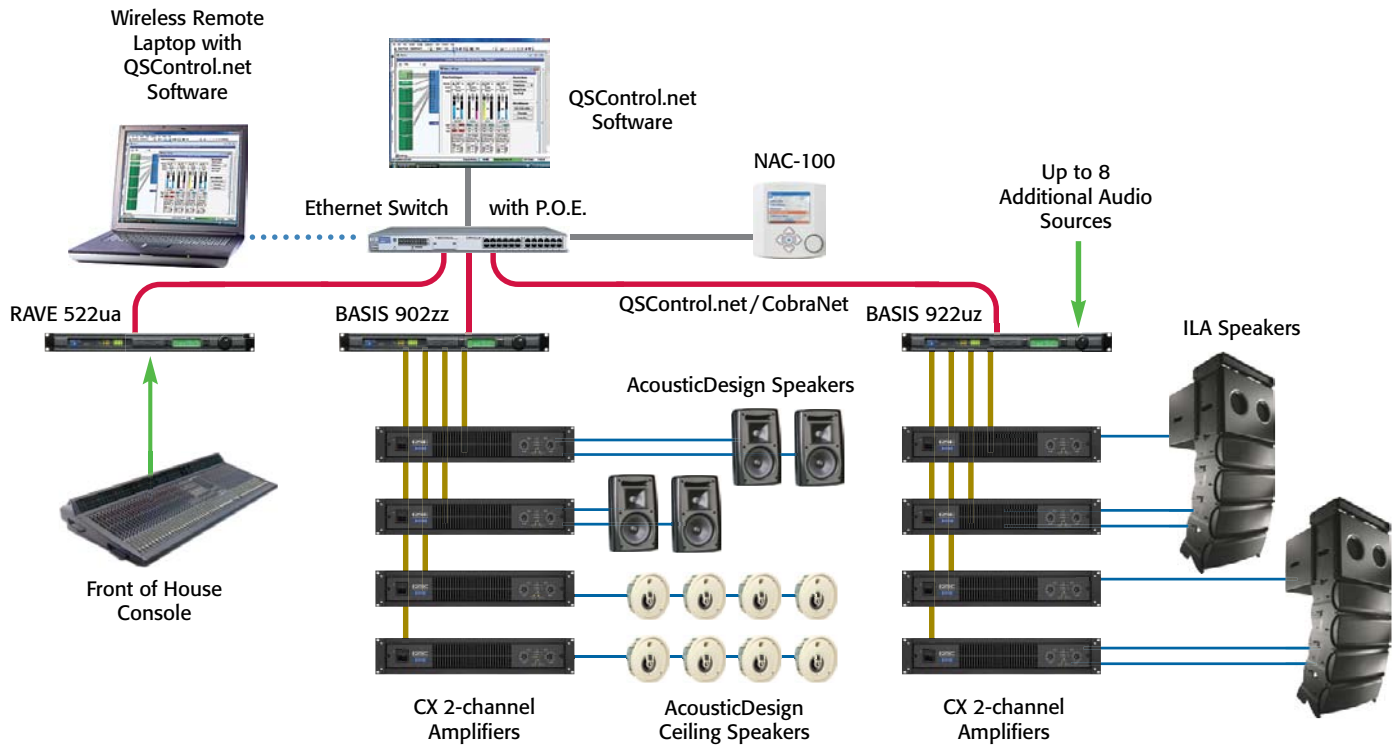 Wireless Remote
Laptop with
QSControl.net
Software
QSControl.net
Software
NAC-100
Up to 8
Additional Audio
Sources
Ethernet Switch with P.O.E.
QSControl.net / CobraNet
RAVE 522ua
BASIS 902zz
BASIS 922uz
ILA Speakers
AcousticDesign Speakers
Front of House
Console
CX 2-channel
Amplifiers
AcousticDesign
Ceiling Speakers
CX 2-channel
Amplifiers